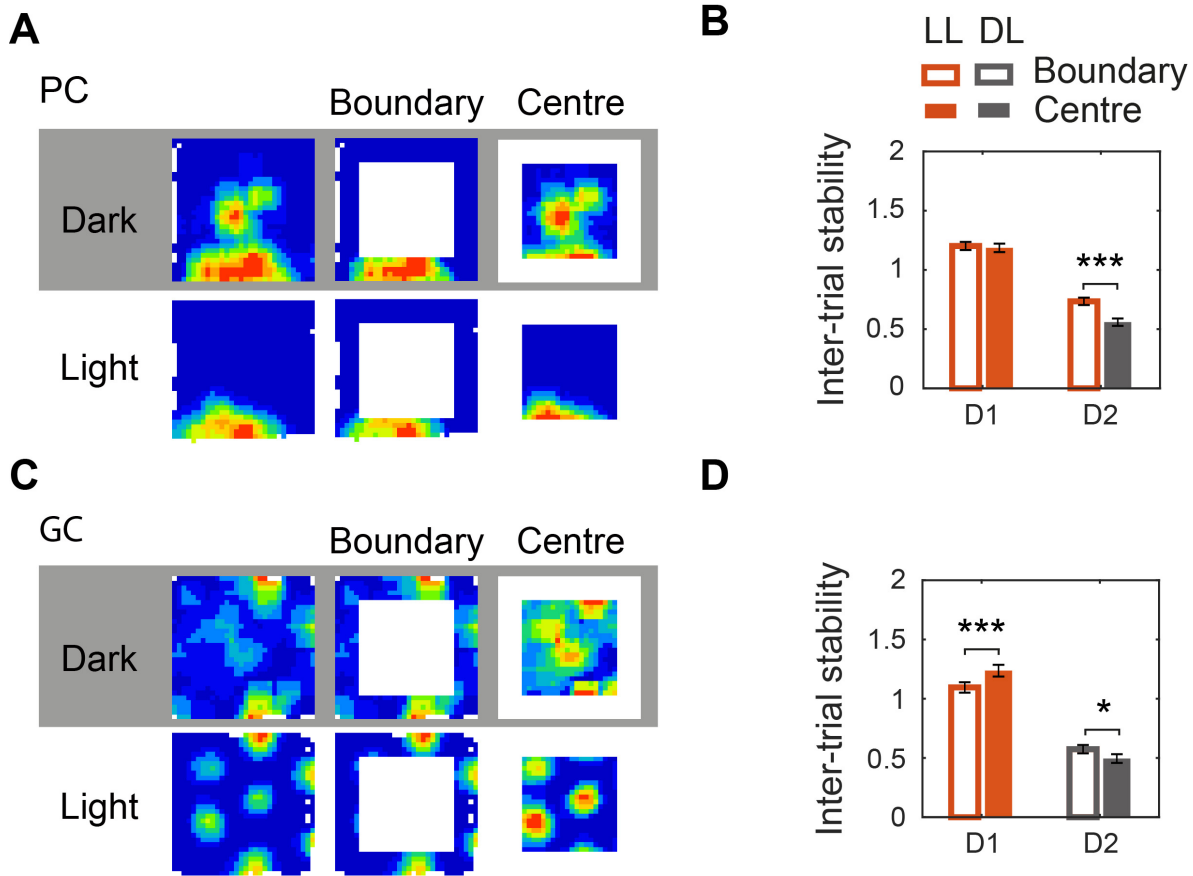 A
PC
Boundary Centre
Dark
Light
B
LL DL
Boundary
Centre
Inter-trial stability
2
1.5
1
0.5
0
***
D1 D2
C
GC
Boundary Centre
Dark
Light
D
Inter-trial stability
2
1.5
1
0.5
0
***
*
D1 D2